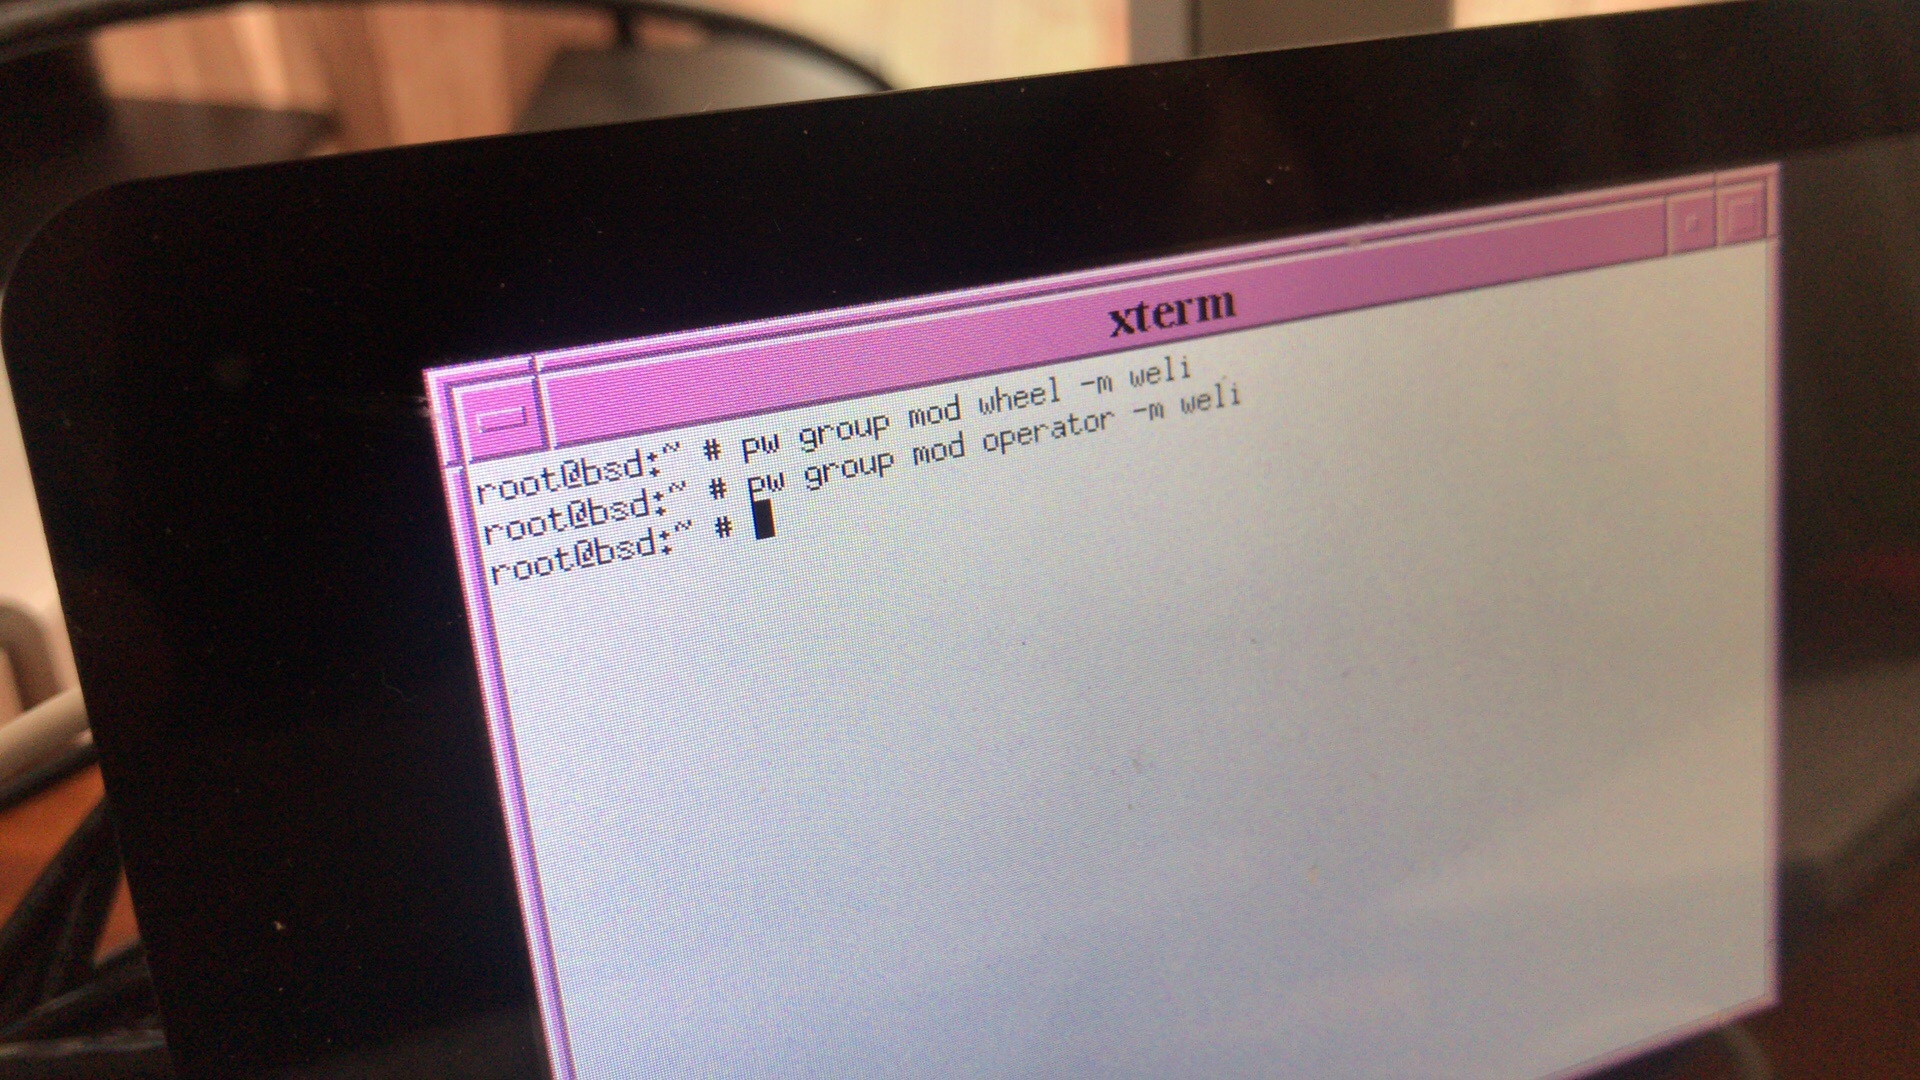 xterm
root@bsd:~ # pw group mod wheel -m weli
root@bsd:~ # pw group mod operator -m weli
root@bsd:~ #